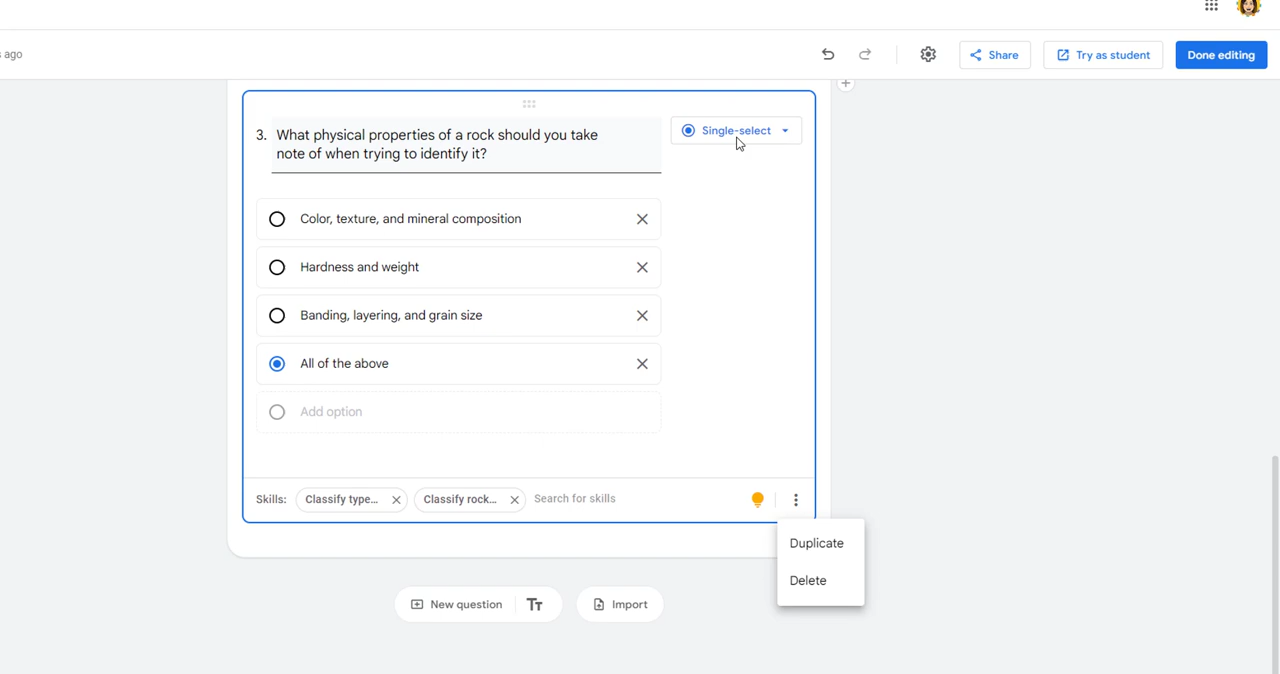 s ago
Share
Try as student
Done editing
3. What physical properties of a rock should you take
note of when trying to identify it?
Single-select
Color, texture, and mineral composition
Hardness and weight
Banding, layering, and grain size
All of the above
Add option
Skills:
Classify type...
Classify rock...
Search for skills
Duplicate
Delete
New question
Tт
Import